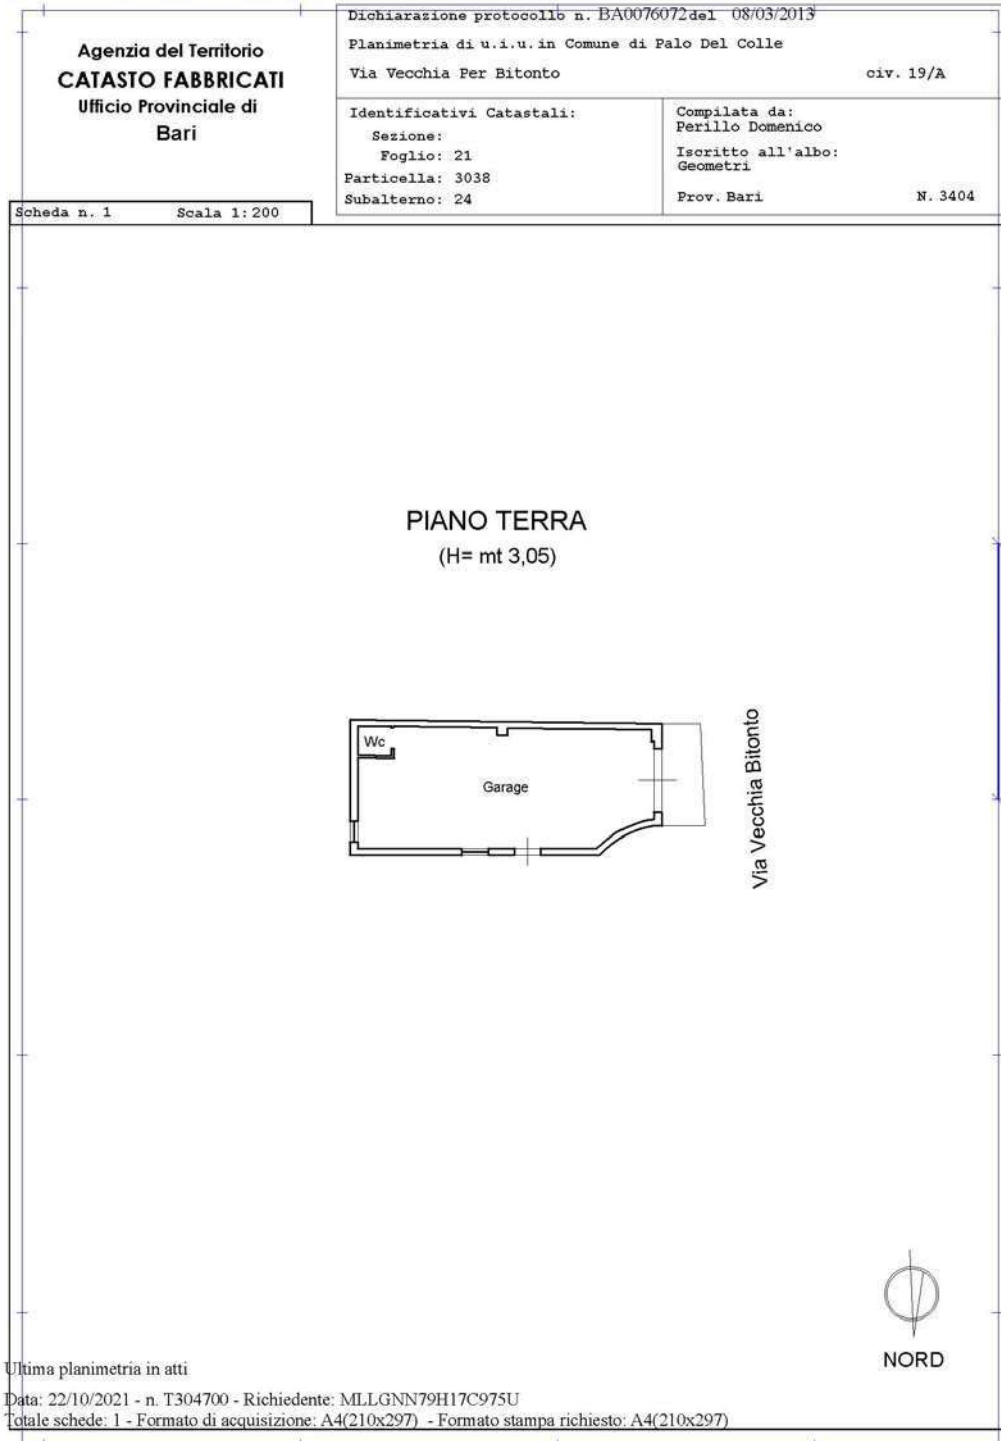 Agenzia del Territorio
CATASTO FABBRICATI
Ufficio Provinciale di
Bari
Dichiarazione protocollo n. BA0076072 del 08/03/2013
Planimetria di u.i.u. in Comune di Palo Del Colle
Via Vecchia Per Bitonto civ. 19/A
Identificativi Catastali:
Sezione:
Foglio: 21
Particella: 3038
Subalterno: 24
Compilata da:
Perillo Domenico
Iscritto all'albo:
Geometri
Prov. Bari N. 3404
Scheda n. 1 Scala 1:200
PIANO TERRA
(H= mt 3,05)
Wc
Garage
Via Vecchia Bitonto
NORD
Ultima planimetria in atti
Data: 22/10/2021 - n. T304700 - Richiedente: MLLGNN79H17C975U
Totale schede: 1 - Formato di acquisizione: A4(210x297) - Formato stampa richiesto: A4(210x297)